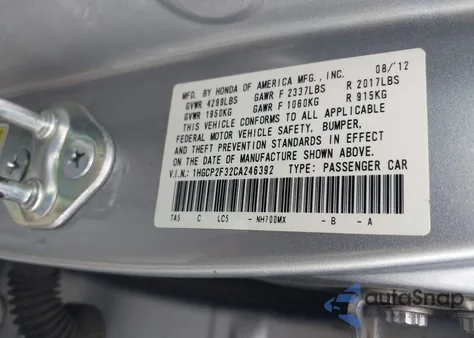 MFD. BY HONDA OF AMERICA MFG., INC. 08/'12
GVWR 4299LBS GAWR F 2337LBS R 2017LBS
GVWR 1950KG GAWR F 1060KG R 915KG
THIS VEHICLE CONFORMS TO ALL APPLICABLE
FEDERAL MOTOR VEHICLE SAFETY, BUMPER,
AND THEFT PREVENTION STANDARDS IN EFFECT
ON THE DATE OF MANUFACTURE SHOWN ABOVE.
V.I.N.: 1HGCP2F32CA246392 TYPE: PASSENGER CAR
TA5 C LC5 - NH700MX - B - A
autoSnap